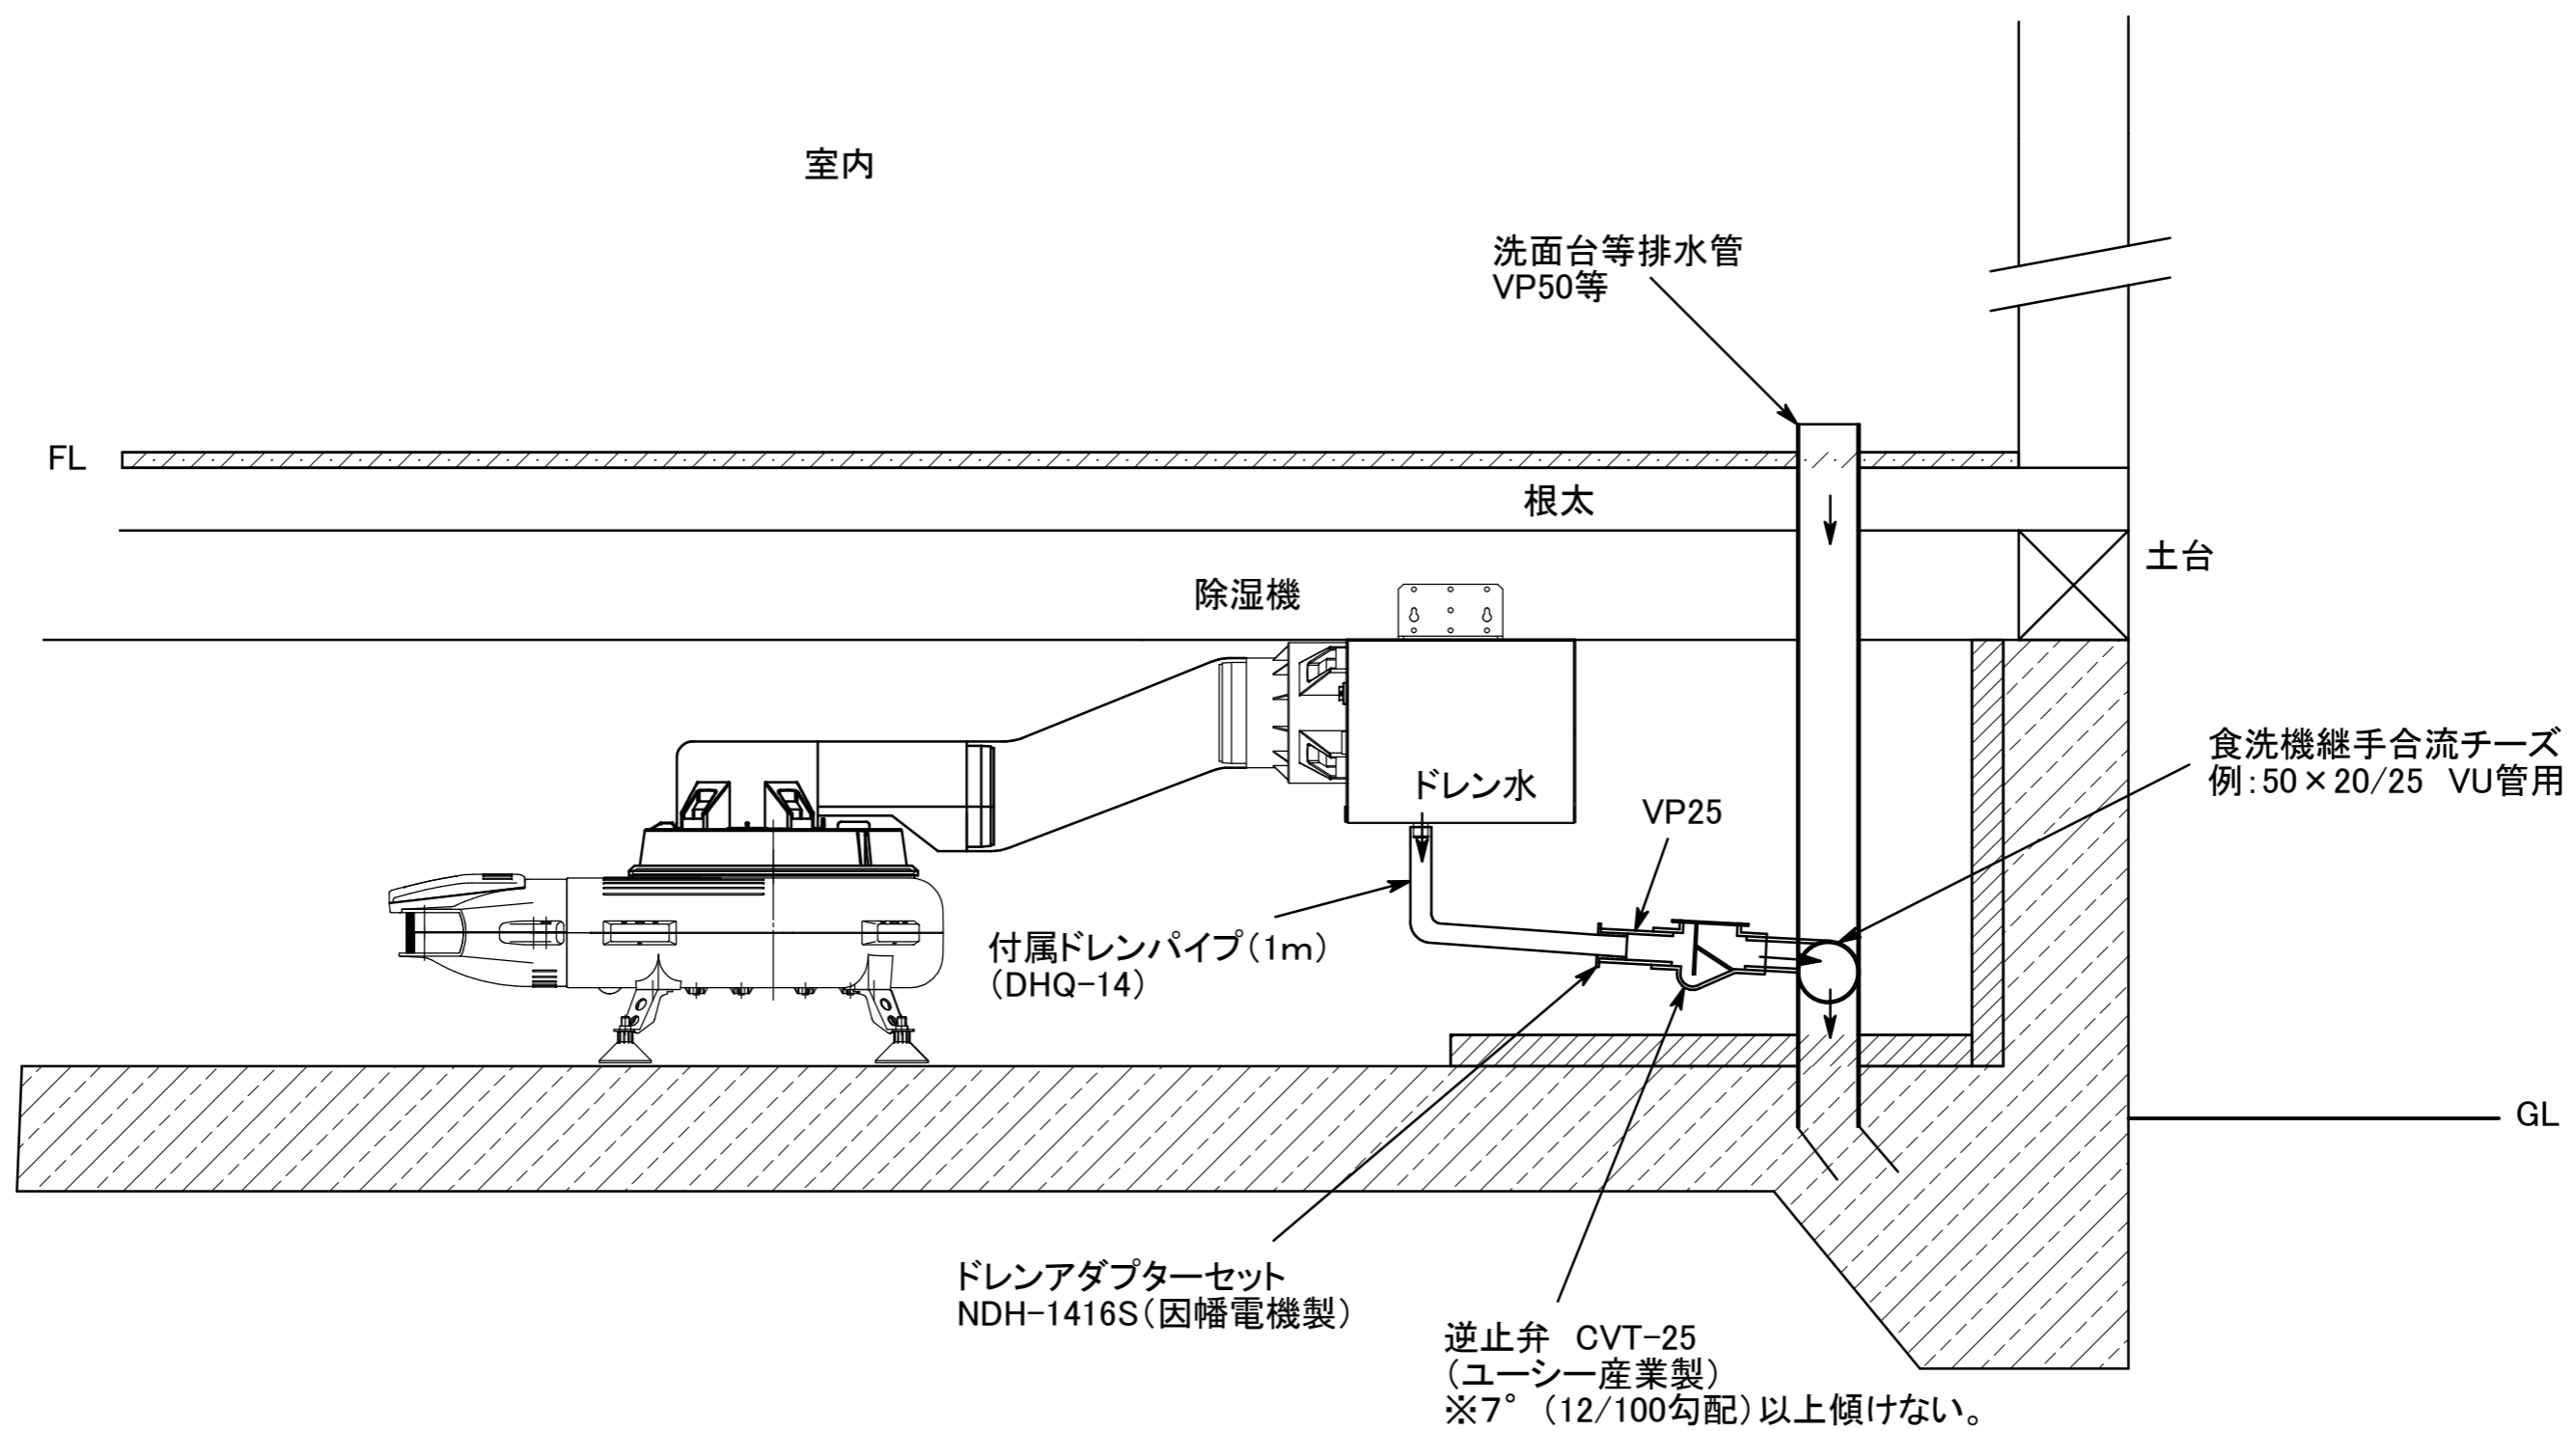 室内
洗面台等排水管
VP50等
FL
根太
土台
除湿機
食洗機継手合流チーズ
例:50×20/25 VU管用
ドレン水
VP25
付属ドレンパイプ(1m)
(DHQ-14)
GL
ドレンアダプターセット
NDH-1416S(因幡電機製)
逆止弁 CVT-25
(ユーシー産業製)
※7°(12/100勾配)以上傾けない。